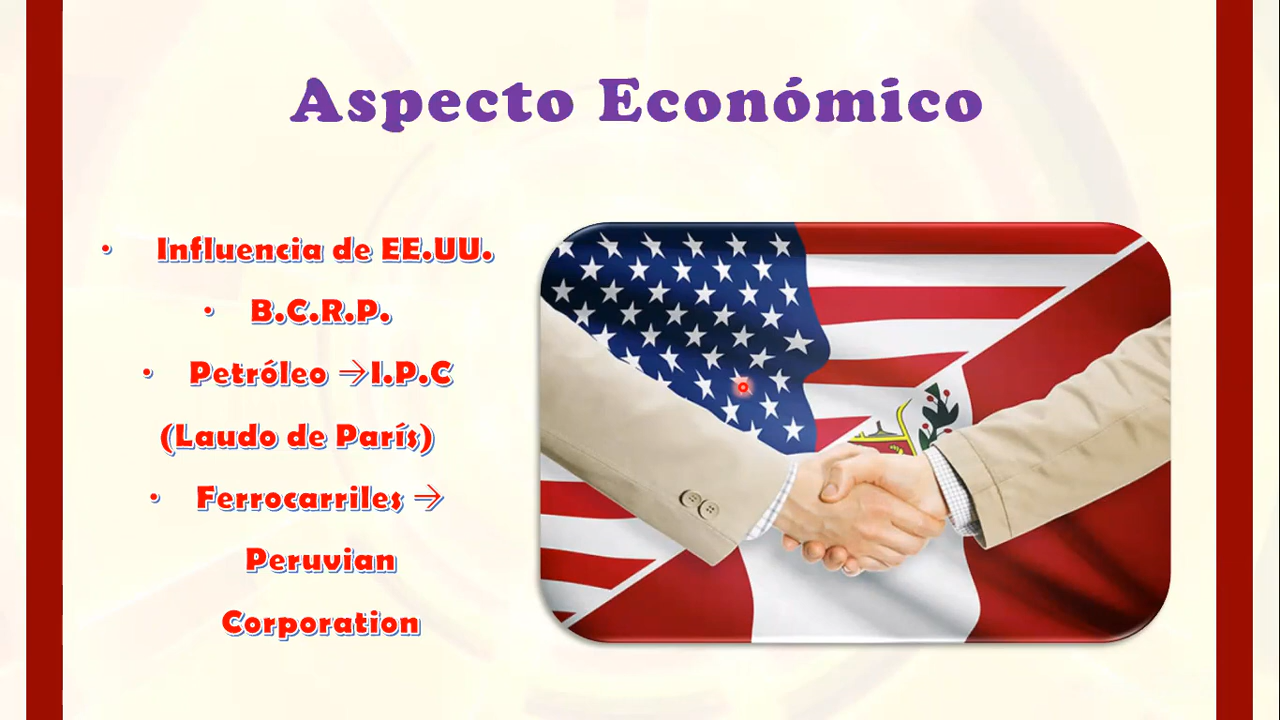 Aspecto Económico
• Influencia de EE.UU.
• B.C.R.P.
• Petróleo →I.P.C
(Laudo de París)
• Ferrocarriles →
Peruvian
Corporation